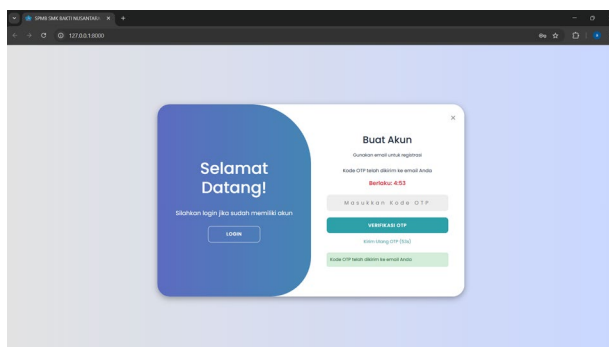 SPMB SMK BAKTI NUSANTARA
127.0.0.1:8000
Selamat
Datang!
Silahkan login jika sudah memiliki akun
LOGIN
Buat Akun
Gunakan email untuk registrasi
Kode OTP telah dikirim ke email Anda
Berlaku: 4:53
Masukkan Kode OTP
VERIFIKASI OTP
Kirim Ulang OTP (53s)
Kode OTP telah dikirim ke email Anda